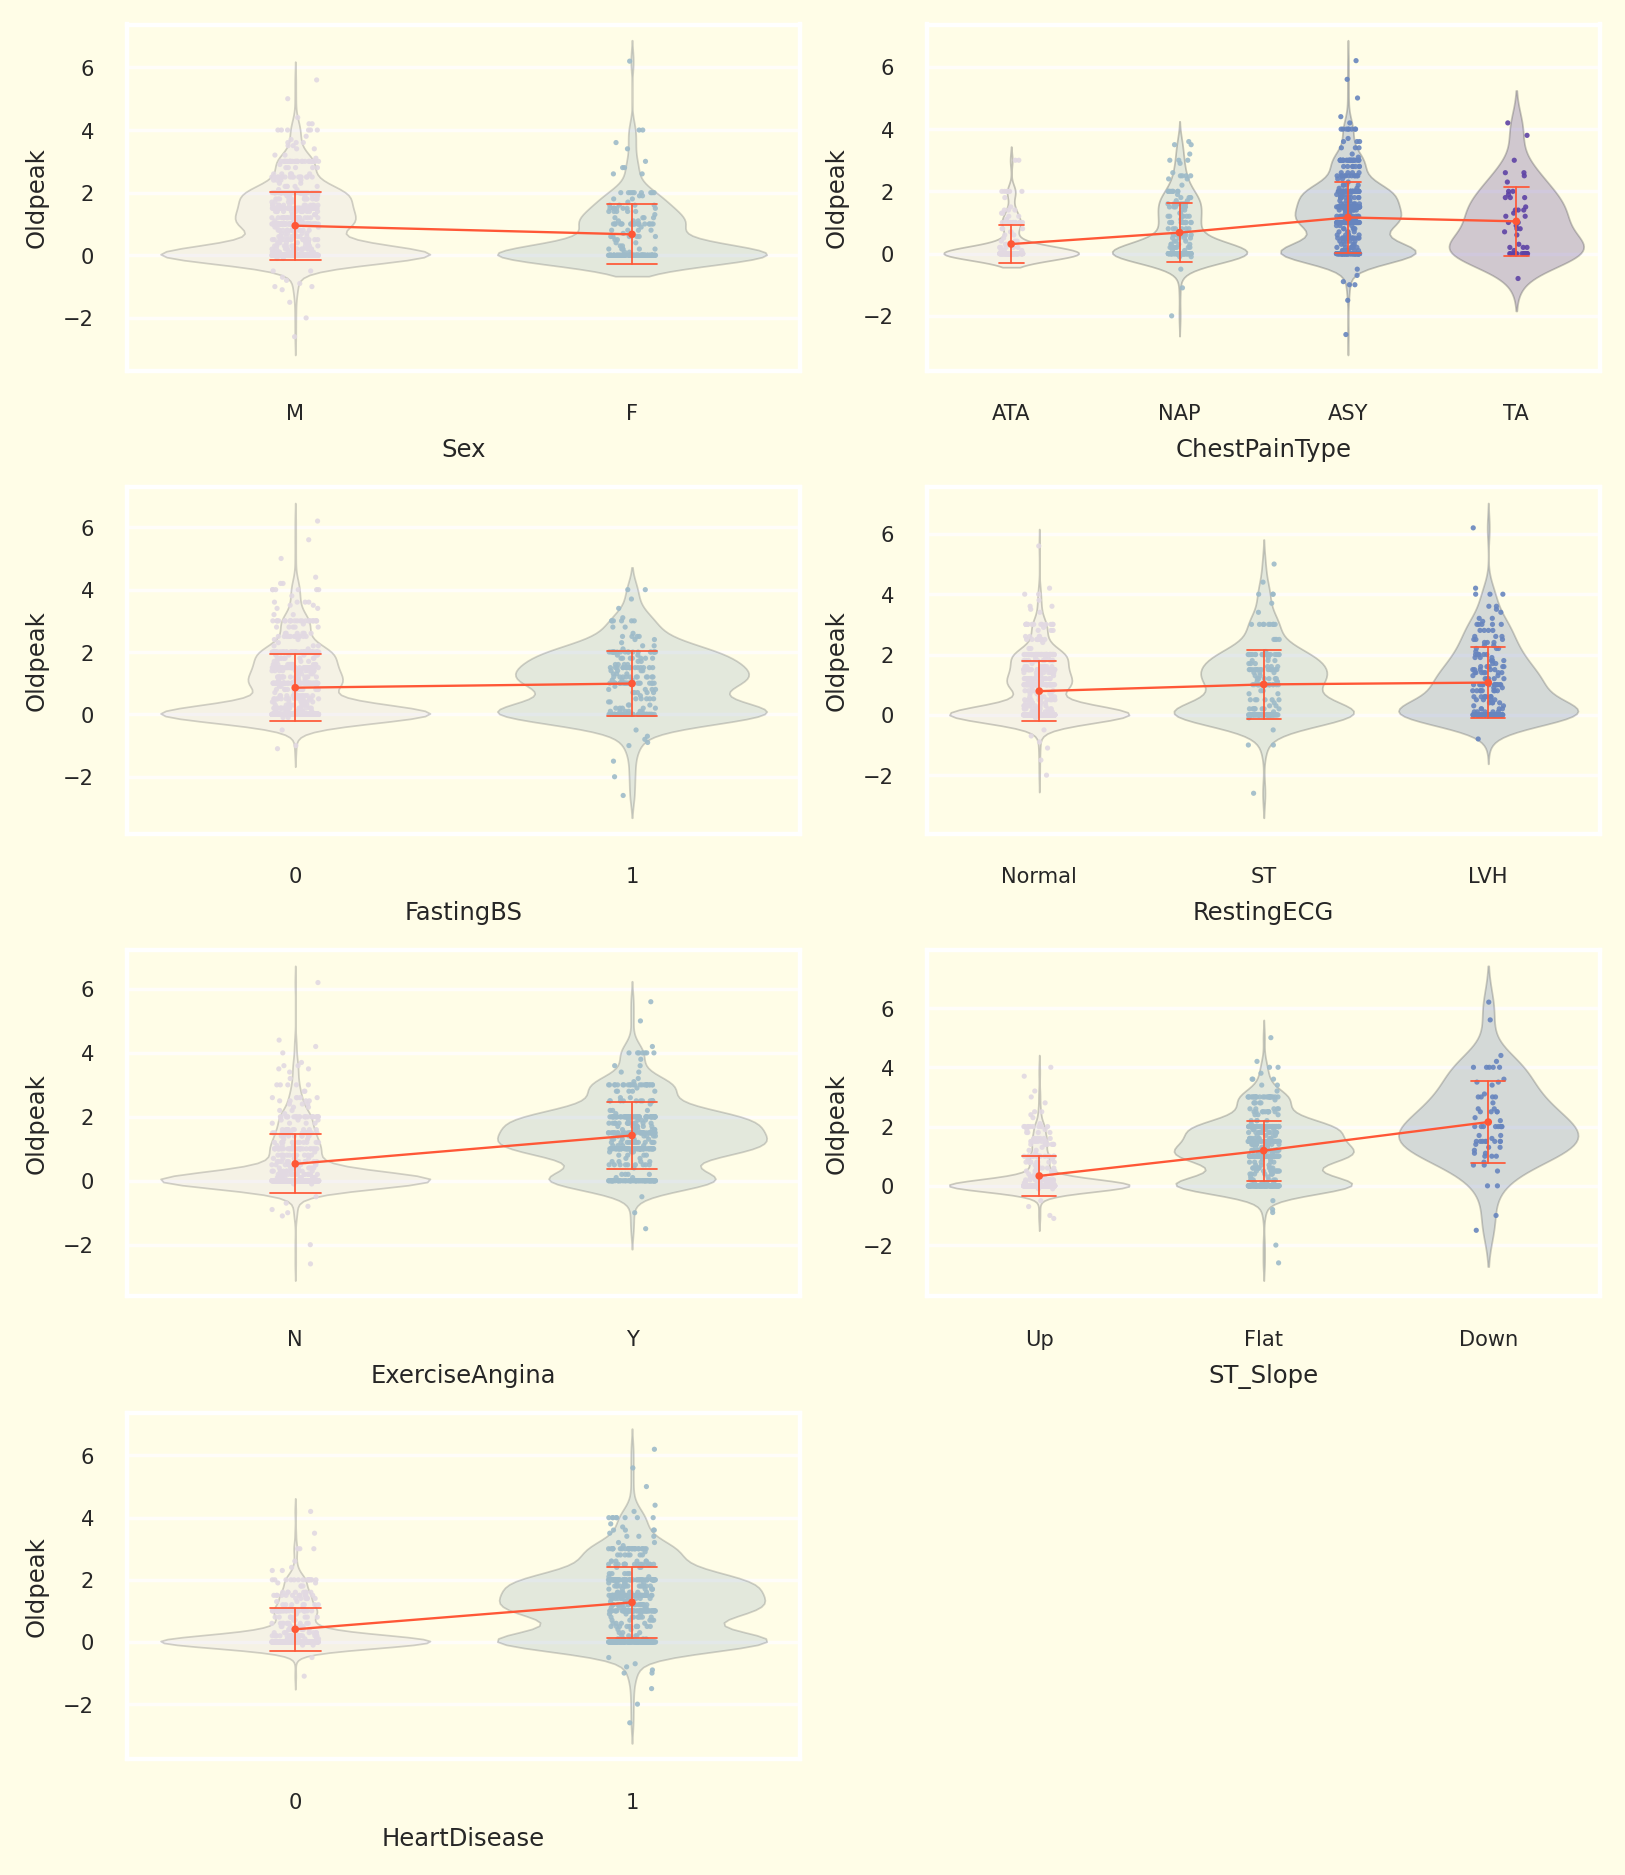 6
4
2
0
−2
Oldpeak
M F
Sex
6
4
2
0
−2
Oldpeak
ATA NAP ASY TA
ChestPainType
6
4
2
0
−2
Oldpeak
0 1
FastingBS
6
4
2
0
−2
Oldpeak
Normal ST LVH
RestingECG
6
4
2
0
−2
Oldpeak
N Y
ExerciseAngina
6
4
2
0
−2
Oldpeak
Up Flat Down
ST_Slope
6
4
2
0
−2
Oldpeak
0 1
HeartDisease